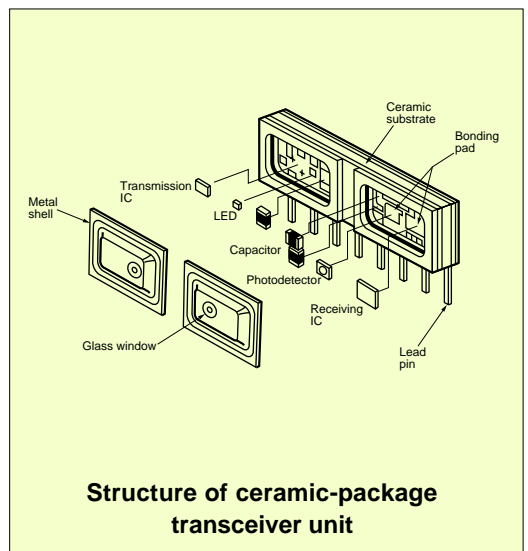 Ceramic
substrate
Bonding
pad
Transmission
IC
LED
Metal
shell
Capacitor
Photodetector
Receiving
IC
Glass window
Lead
pin
Structure of ceramic-package
transceiver unit